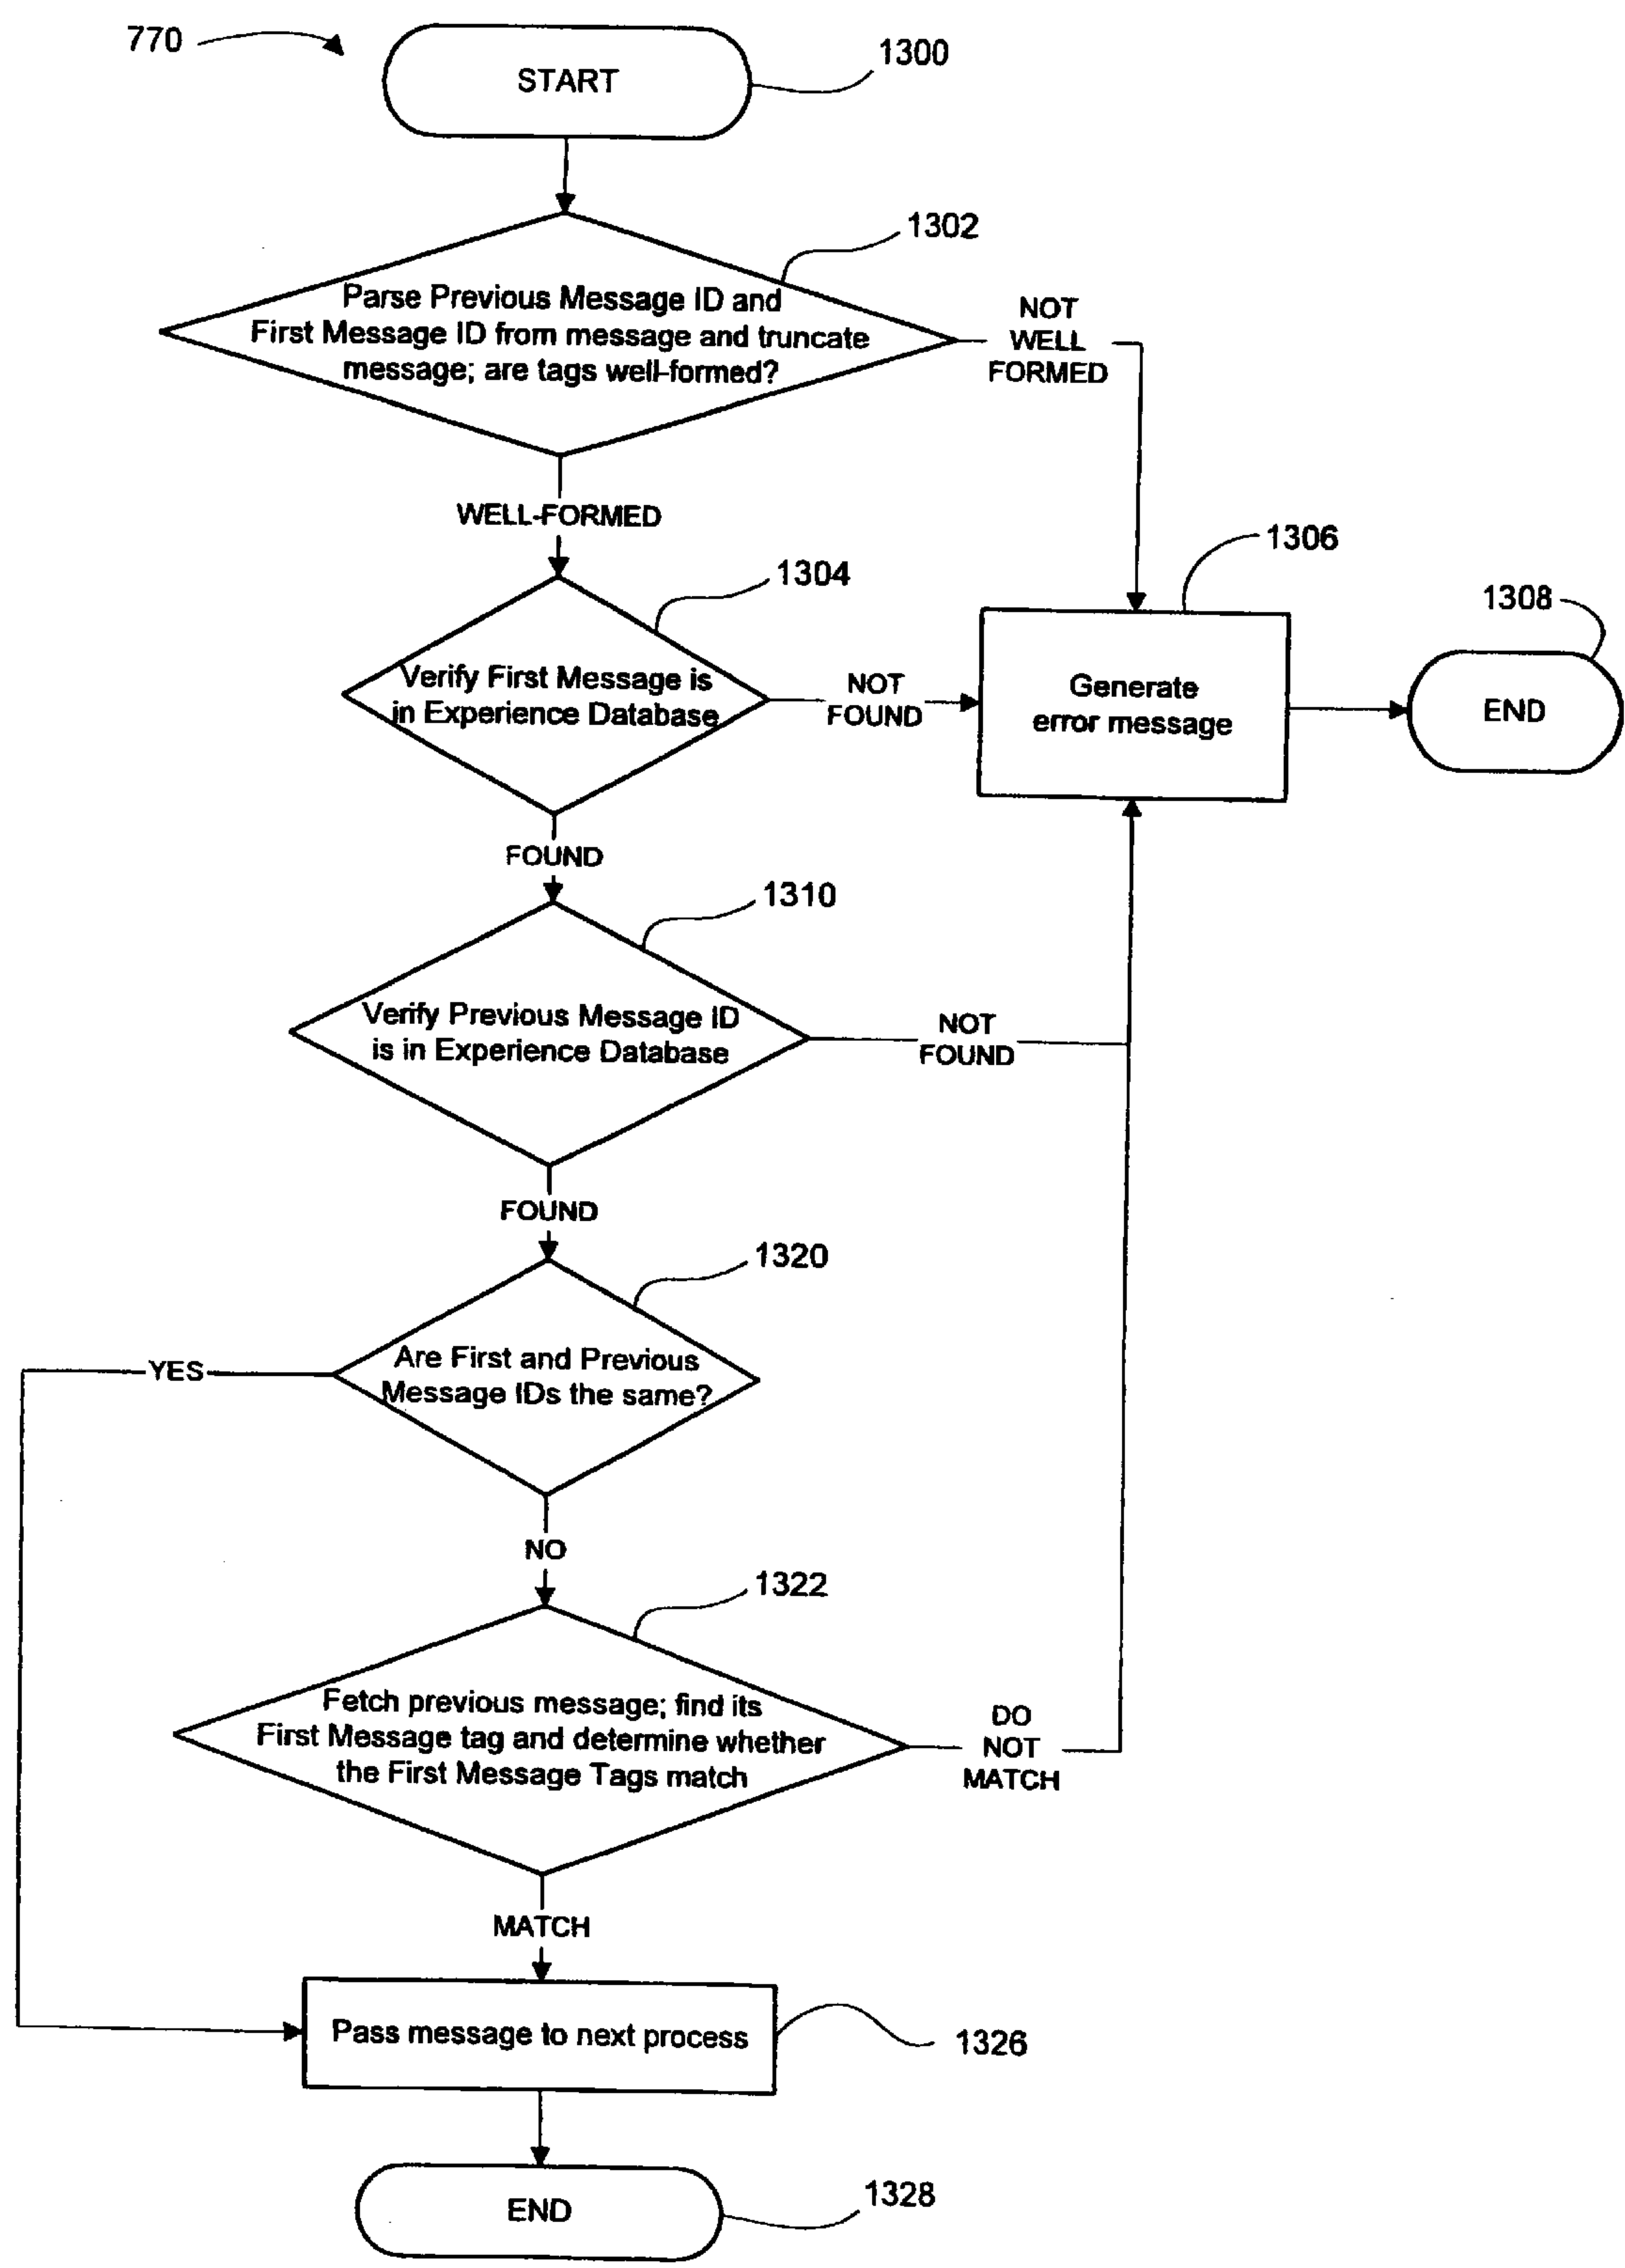 770
START
1300
1302
Parse Previous Message ID and
First Message ID from message and truncate
message; are tags well-formed?
NOT
WELL
FORMED
WELL-FORMED
1304
Verify First Message is
in Experience Database
NOT
FOUND
1306
Generate
error message
1308
END
FOUND
1310
Verify Previous Message ID
is in Experience Database
NOT
FOUND
FOUND
1320
Are First and Previous
Message IDs the same?
YES
NO
1322
Fetch previous message; find its
First Message tag and determine whether
the First Message Tags match
DO
NOT
MATCH
MATCH
Pass message to next process
1326
END
1328